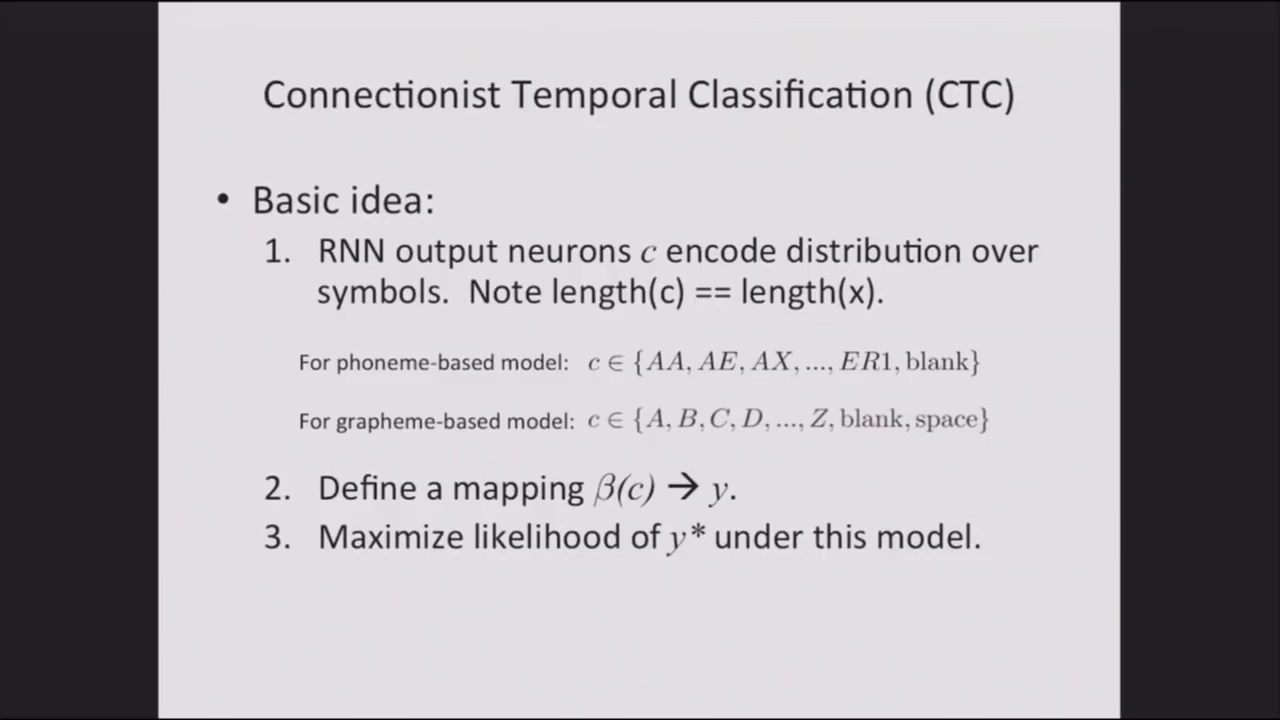 Connectionist Temporal Classification (CTC)
• Basic idea:
1. RNN output neurons c encode distribution over
symbols. Note length(c) == length(x).
For phoneme-based model: c ∈ {AA, AE, AX, ..., ER1, blank}
For grapheme-based model: c ∈ {A, B, C, D, ..., Z, blank, space}
2. Define a mapping β(c) → y.
3. Maximize likelihood of y* under this model.